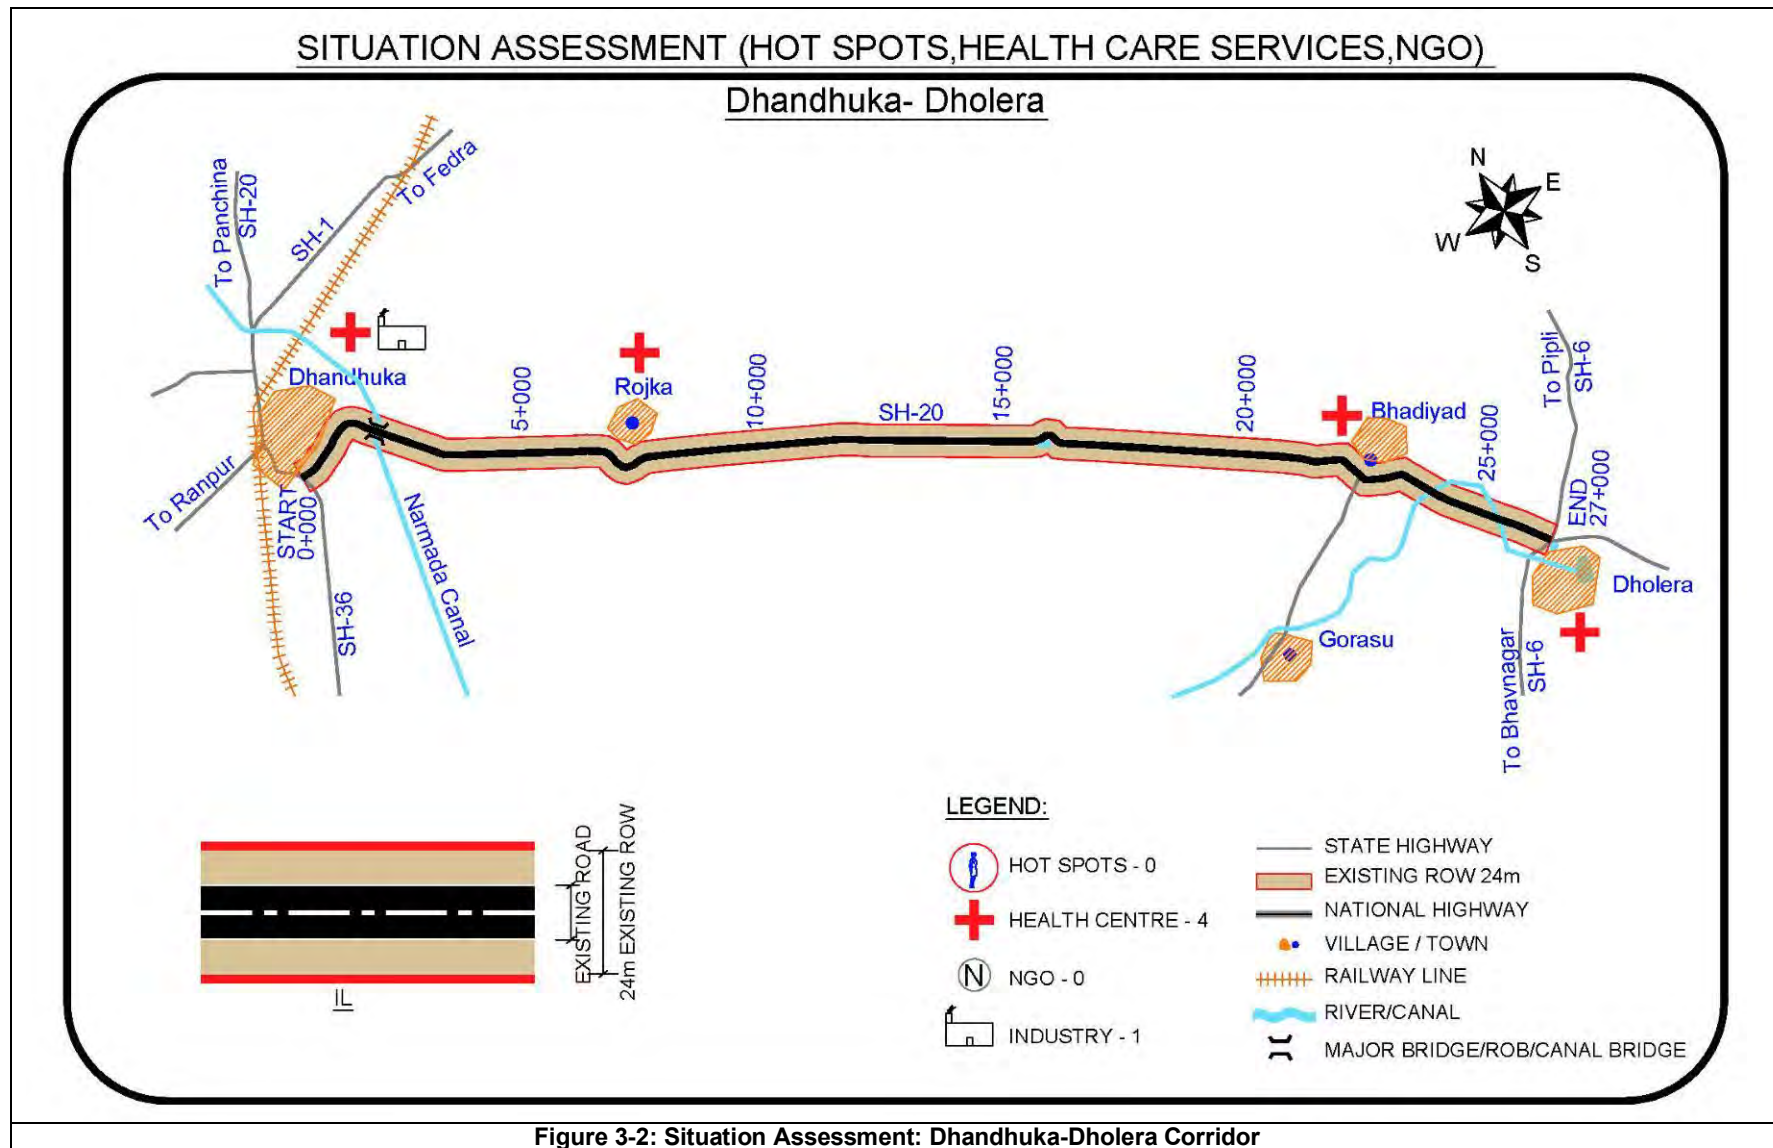 SITUATION ASSESSMENT (HOT SPOTS,HEALTH CARE SERVICES,NGO)
Dhandhuka- Dholera
To Panchina
SH-20
SH-1
To Fedra
N
E
W
S
Dhandhuka
Rojka
5+000
10+000
SH-20
15+000
20+000
Bhadiyad
25+000
To Pipli
SH-6
END
27+000
To Ranpur
START
0+000
SH-36
Narmada Canal
Gorasu
Dholera
To Bhavnagar
SH-6
EXISTING ROAD
24m EXISTING ROW
IL
LEGEND:
HOT SPOTS - 0
HEALTH CENTRE - 4
N
NGO - 0
INDUSTRY - 1
STATE HIGHWAY
EXISTING ROW 24m
NATIONAL HIGHWAY
VILLAGE / TOWN
RAILWAY LINE
RIVER/CANAL
MAJOR BRIDGE/ROB/CANAL BRIDGE
Figure 3-2: Situation Assessment: Dhandhuka-Dholera Corridor